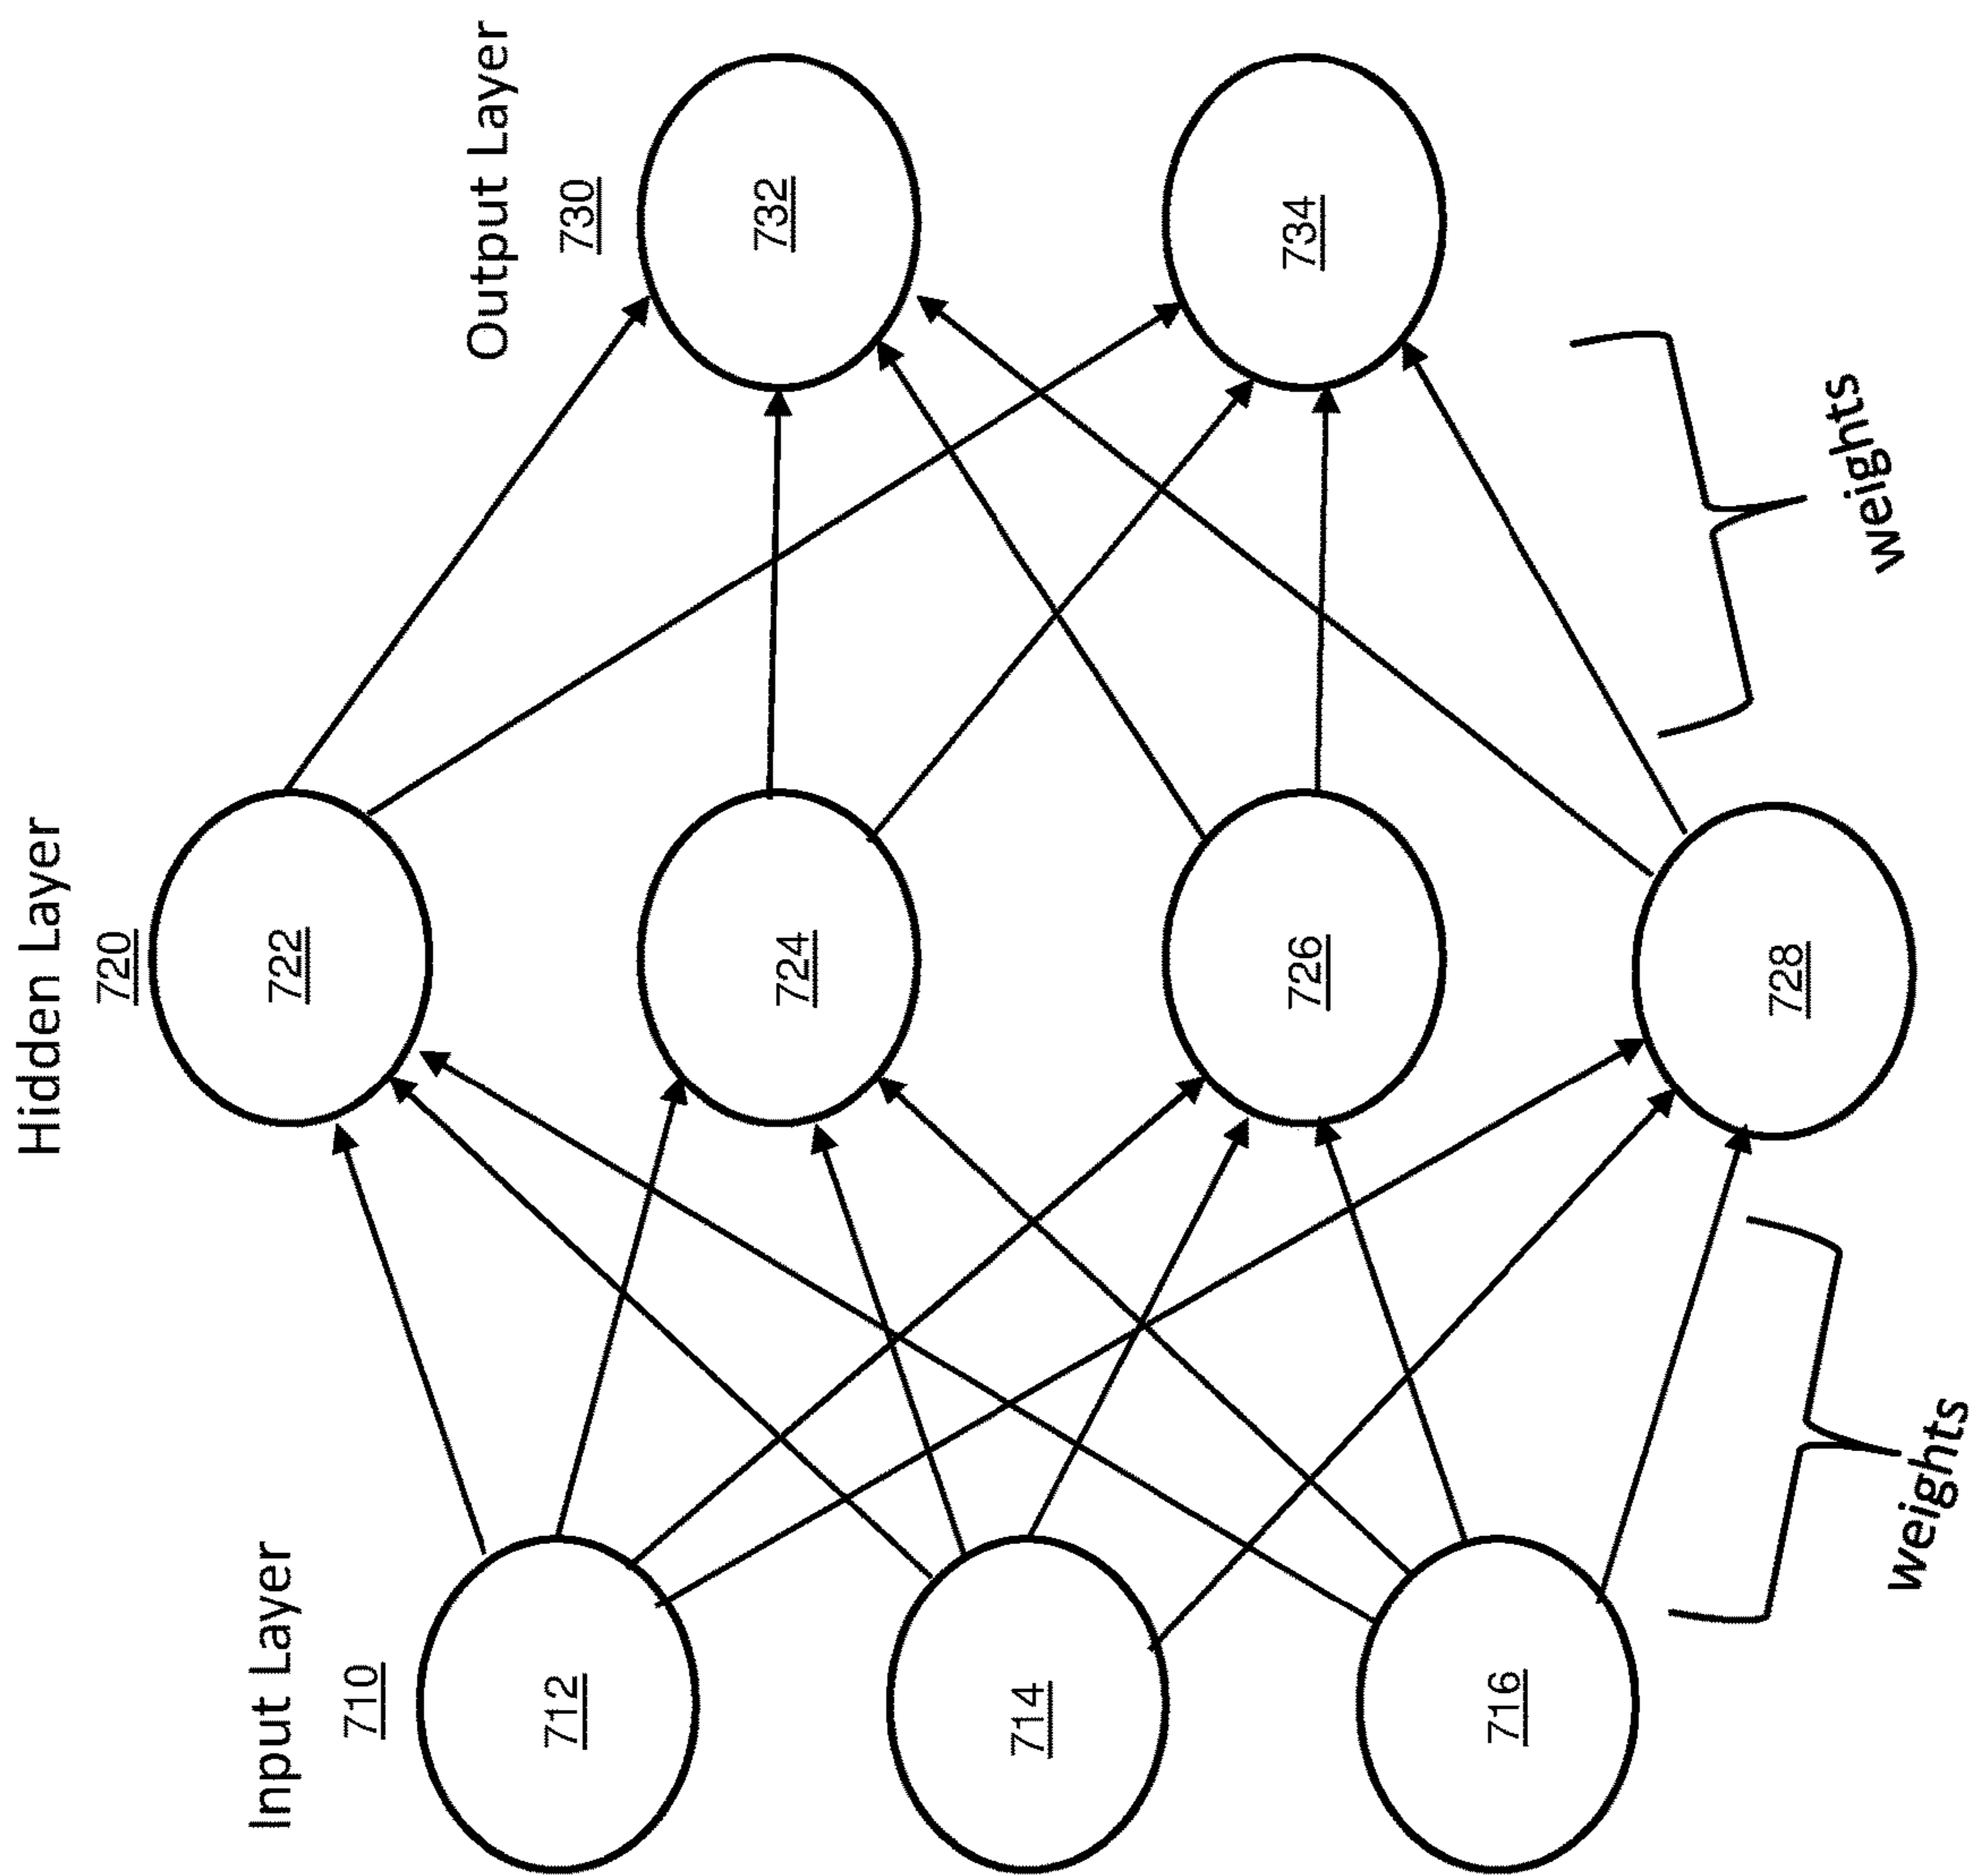 Input Layer
710
712
714
716
weights
Hidden Layer
720
722
724
726
728
weights
Output Layer
730
732
734